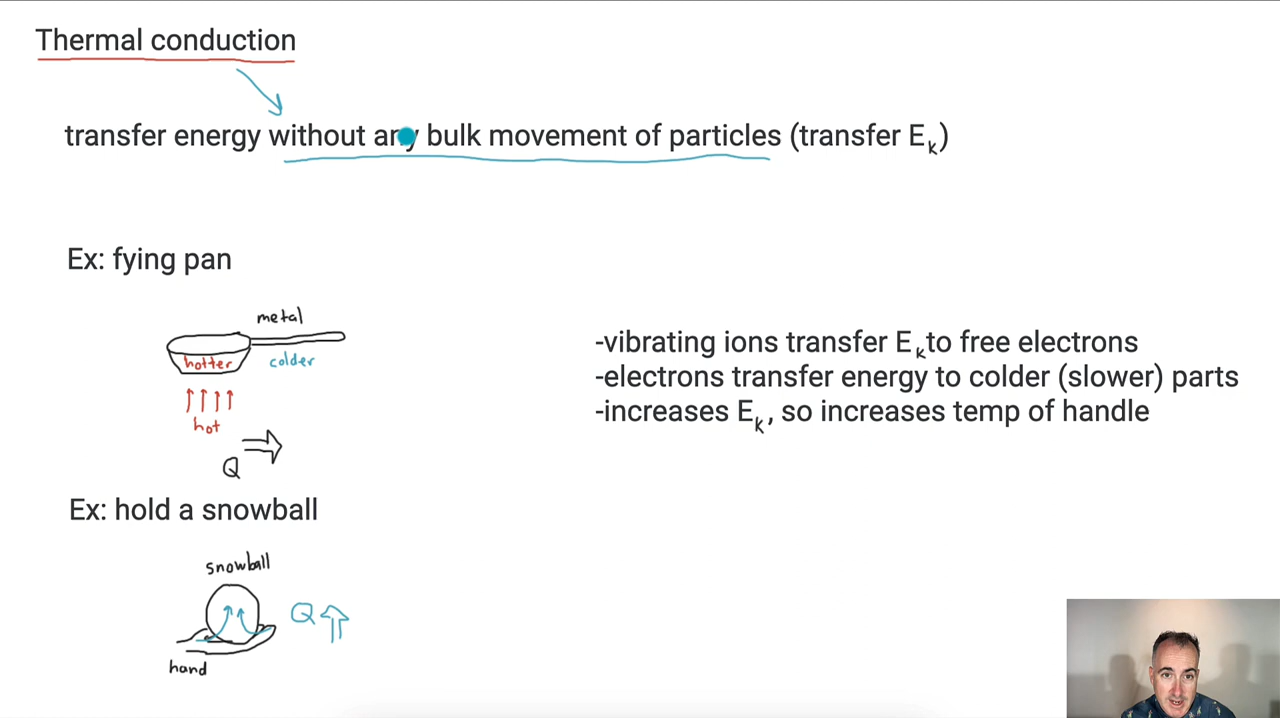 Thermal conduction
transfer energy without any bulk movement of particles (transfer Eₖ)
Ex: fying pan
metal
hotter
colder
hot
Q
-vibrating ions transfer Eₖto free electrons
-electrons transfer energy to colder (slower) parts
-increases Eₖ, so increases temp of handle
Ex: hold a snowball
snowball
Q
hand